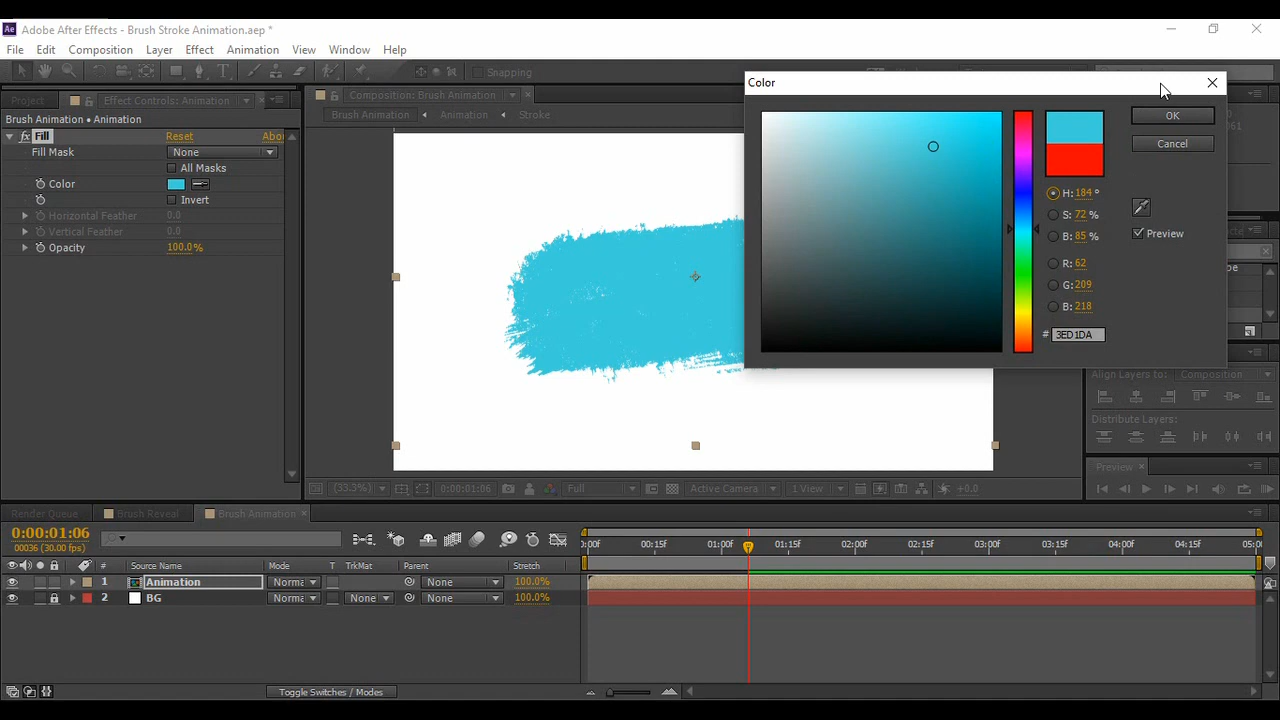 Ae Adobe After Effects - Brush Stroke Animation.aep *
File Edit Composition Layer Effect Animation View Window Help
Snapping
Project Effect Controls: Animation
Composition: Brush Animation
Color
Brush Animation • Animation
Brush Animation Animation Stroke
fx Fill Reset Abou
Fill Mask None
All Masks
Color
Invert
Horizontal Feather 0.0
Vertical Feather 0.0
Opacity 100.0%
OK
Cancel
H: 184 °
S: 72 %
B: 85 %
Preview
R: 62
G: 209
B: 218
# 3ED1DA
Align Layers to: Composition
Distribute Layers:
Preview
(33.3%) 0:00:01:06 Full Active Camera 1 View +0.0
Render Queue Brush Reveal Brush Animation
0:00:01:06
00036 (30.00 fps)
:00f 00:15f 01:00f 01:15f 02:00f 02:15f 03:00f 03:15f 04:00f 04:15f 05:0
# Source Name Mode T TrkMat Parent Stretch
1 Animation Norma None 100.0%
2 BG Norma None None 100.0%
Toggle Switches / Modes